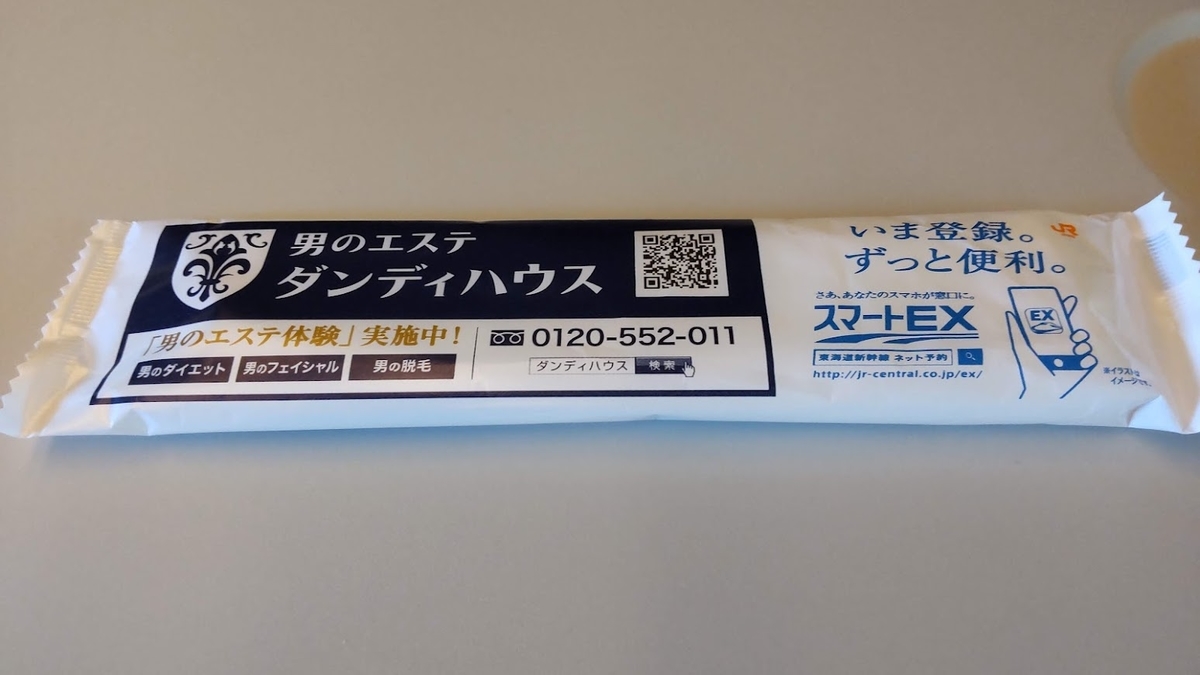 男のエステ
ダンディハウス
「男のエステ体験」実施中!
男のダイエット 男のフェイシャル 男の脱毛
0120-552-011
ダンディハウス 検索
JR
いま登録。
ずっと便利。
さあ、あなたのスマホが窓口に。
スマートEX
東海道新幹線 ネット予約
http://jr-central.co.jp/ex/
EX
※イラストは
イメージです。